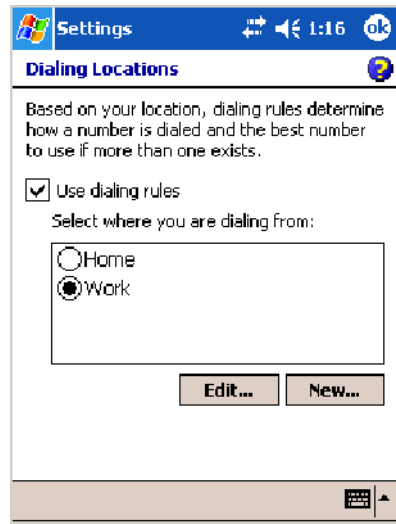 Settings 1:16 ok
Dialing Locations
Based on your location, dialing rules determine
how a number is dialed and the best number
to use if more than one exists.
Use dialing rules
Select where you are dialing from:
Home
Work
Edit... New...